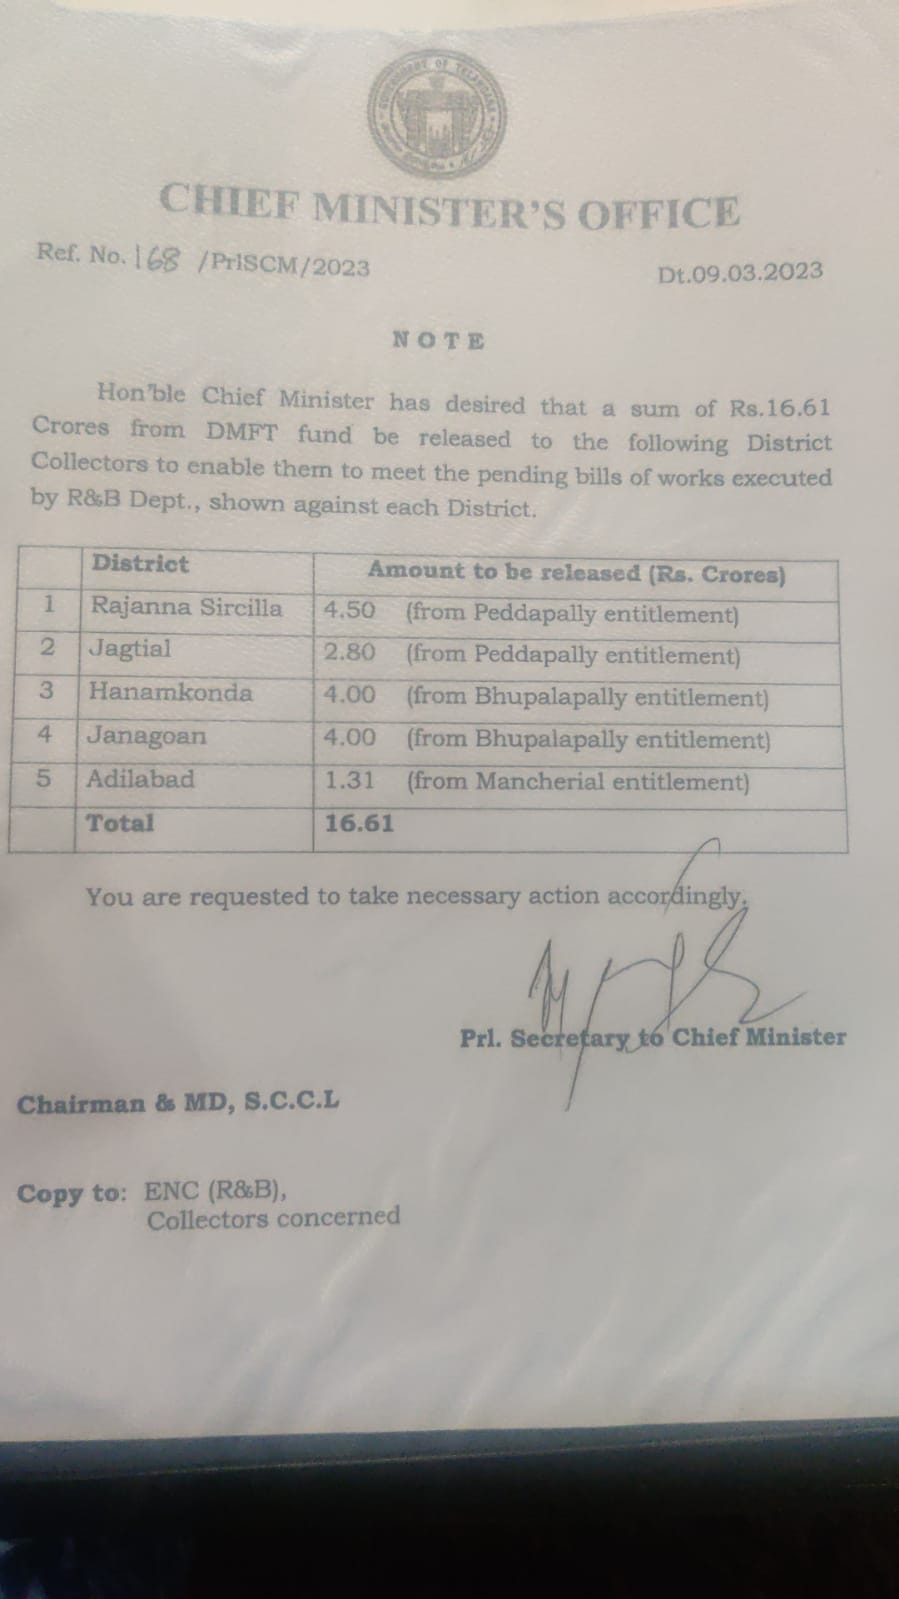 GOVERNMENT OF TELANGANA
CHIEF MINISTER'S OFFICE
Ref. No. 168 /PrlSCM/2023
Dt.09.03.2023
NOTE
Hon'ble Chief Minister has desired that a sum of Rs.16.61
Crores from DMFT fund be released to the following District
Collectors to enable them to meet the pending bills of works executed
by R&B Dept., shown against each District.
District Amount to be released (Rs. Crores)
1 Rajanna Sircilla 4.50 (from Peddapally entitlement)
2 Jagtial 2.80 (from Peddapally entitlement)
3 Hanamkonda 4.00 (from Bhupalapally entitlement)
4 Janagoan 4.00 (from Bhupalapally entitlement)
5 Adilabad 1.31 (from Mancherial entitlement)
Total 16.61
You are requested to take necessary action accordingly.
Prl. Secretary to Chief Minister
Chairman & MD, S.C.C.L
Copy to: ENC (R&B),
Collectors concerned